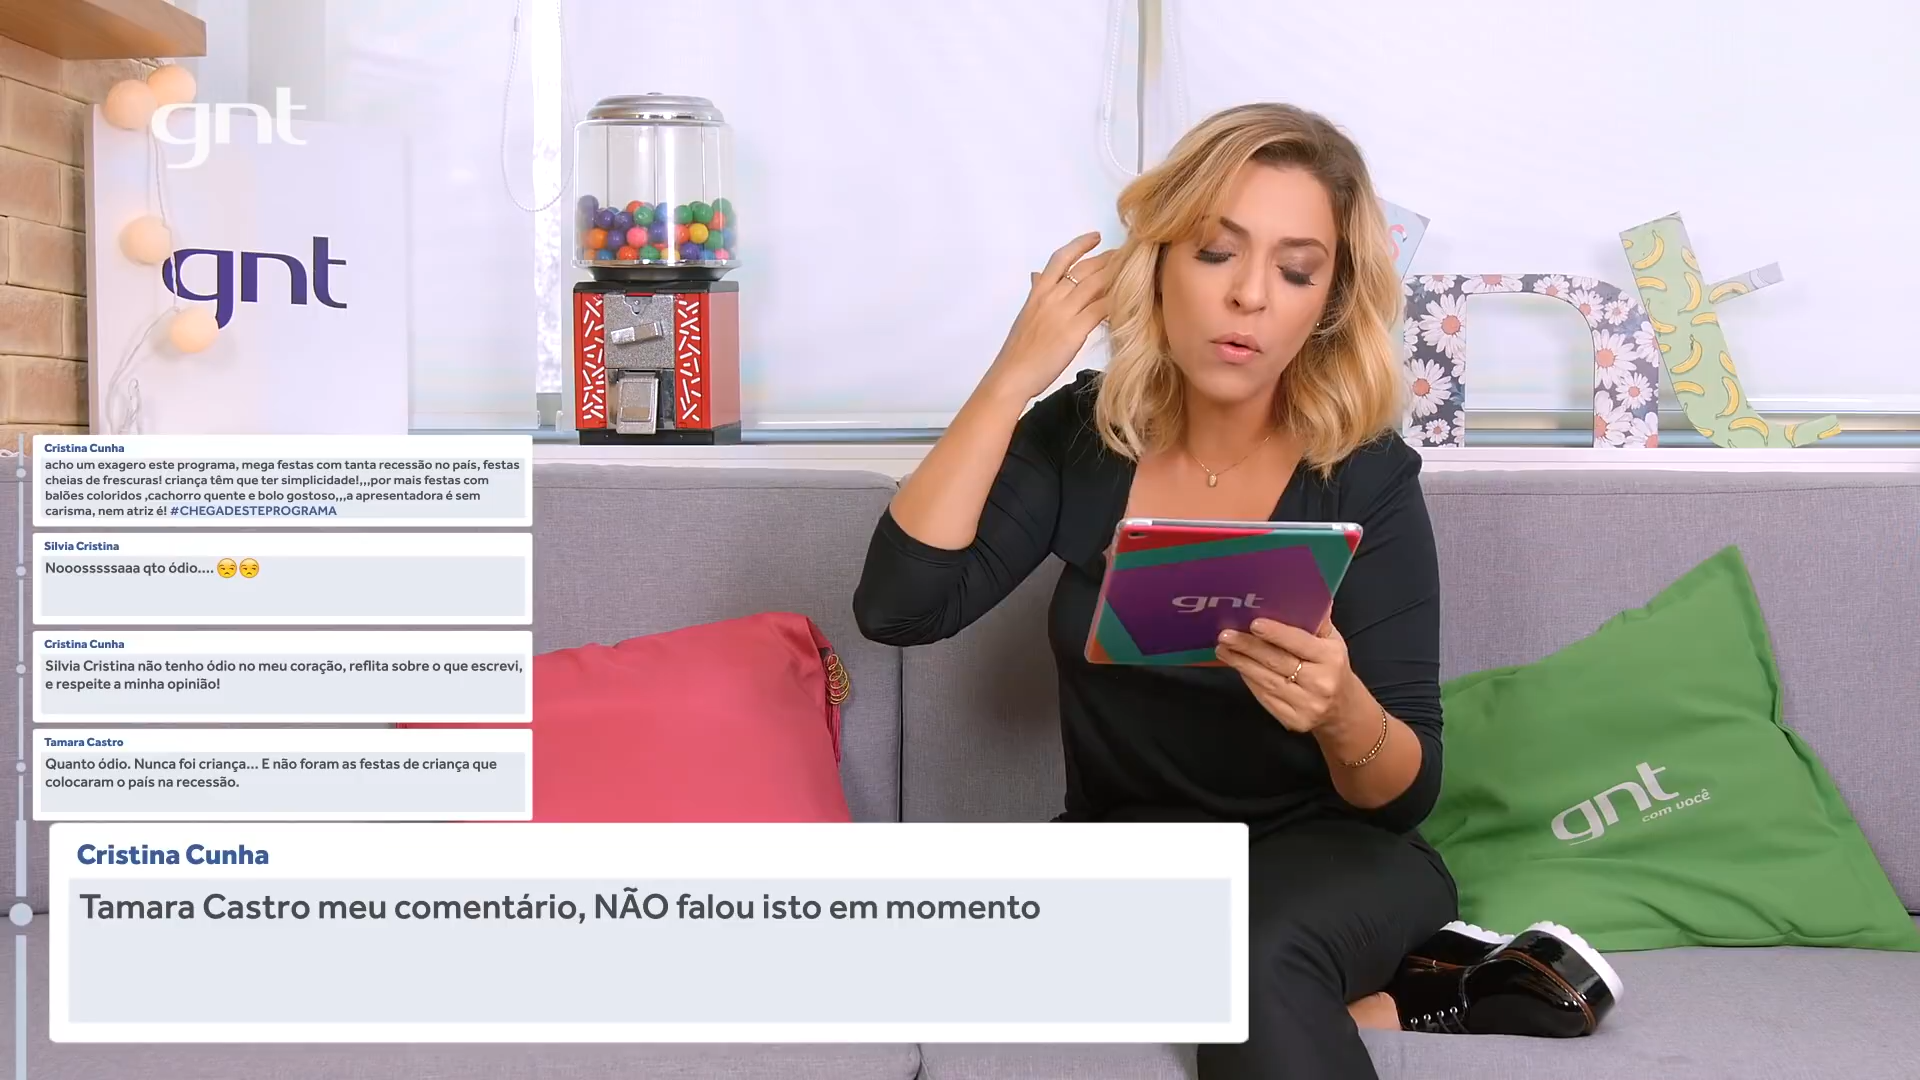 gnt
gnt
nt
Cristina Cunha
acho um exagero este programa, mega festas com tanta recessão no país, festas
cheias de frescuras! criança têm que ter simplicidade!,,,por mais festas com
balões coloridos ,cachorro quente e bolo gostoso,,,a apresentadora é sem
carisma, nem atriz é! #CHEGADESTEPROGRAMA
Silvia Cristina
Nooosssssaaa qto ódio.... 😒😒
Cristina Cunha
Silvia Cristina não tenho ódio no meu coração, reflita sobre o que escrevi,
e respeite a minha opinião!
Tamara Castro
Quanto ódio. Nunca foi criança... E não foram as festas de criança que
colocaram o país na recessão.
Cristina Cunha
Tamara Castro meu comentário, NÃO falou isto em momento
gnt
gnt
com você